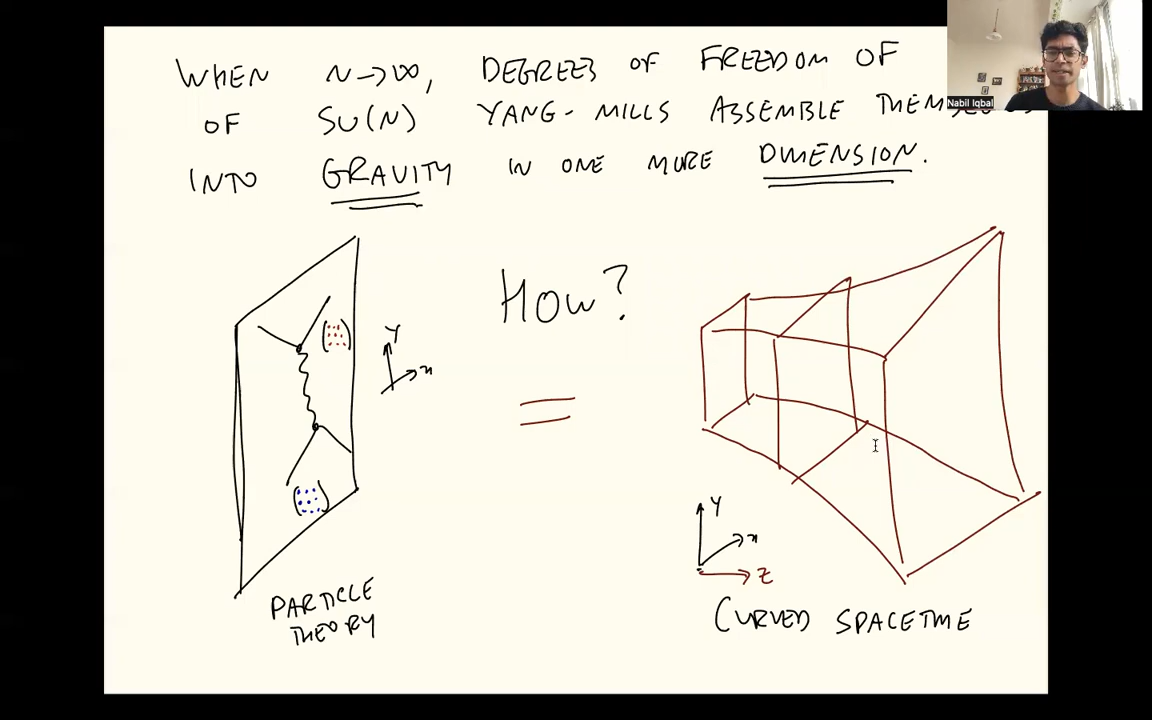 WHEN N→∞, DEGREES OF FREEDOM OF
OF SU(N) YANG-MILLS ASSEMBLE
INTO GRAVITY IN ONE MORE DIMENSION.
Nabil Iqbal
HOW?
=
Y
x
Y
x
Z
PARTICLE
THEORY
CURVED SPACETIME